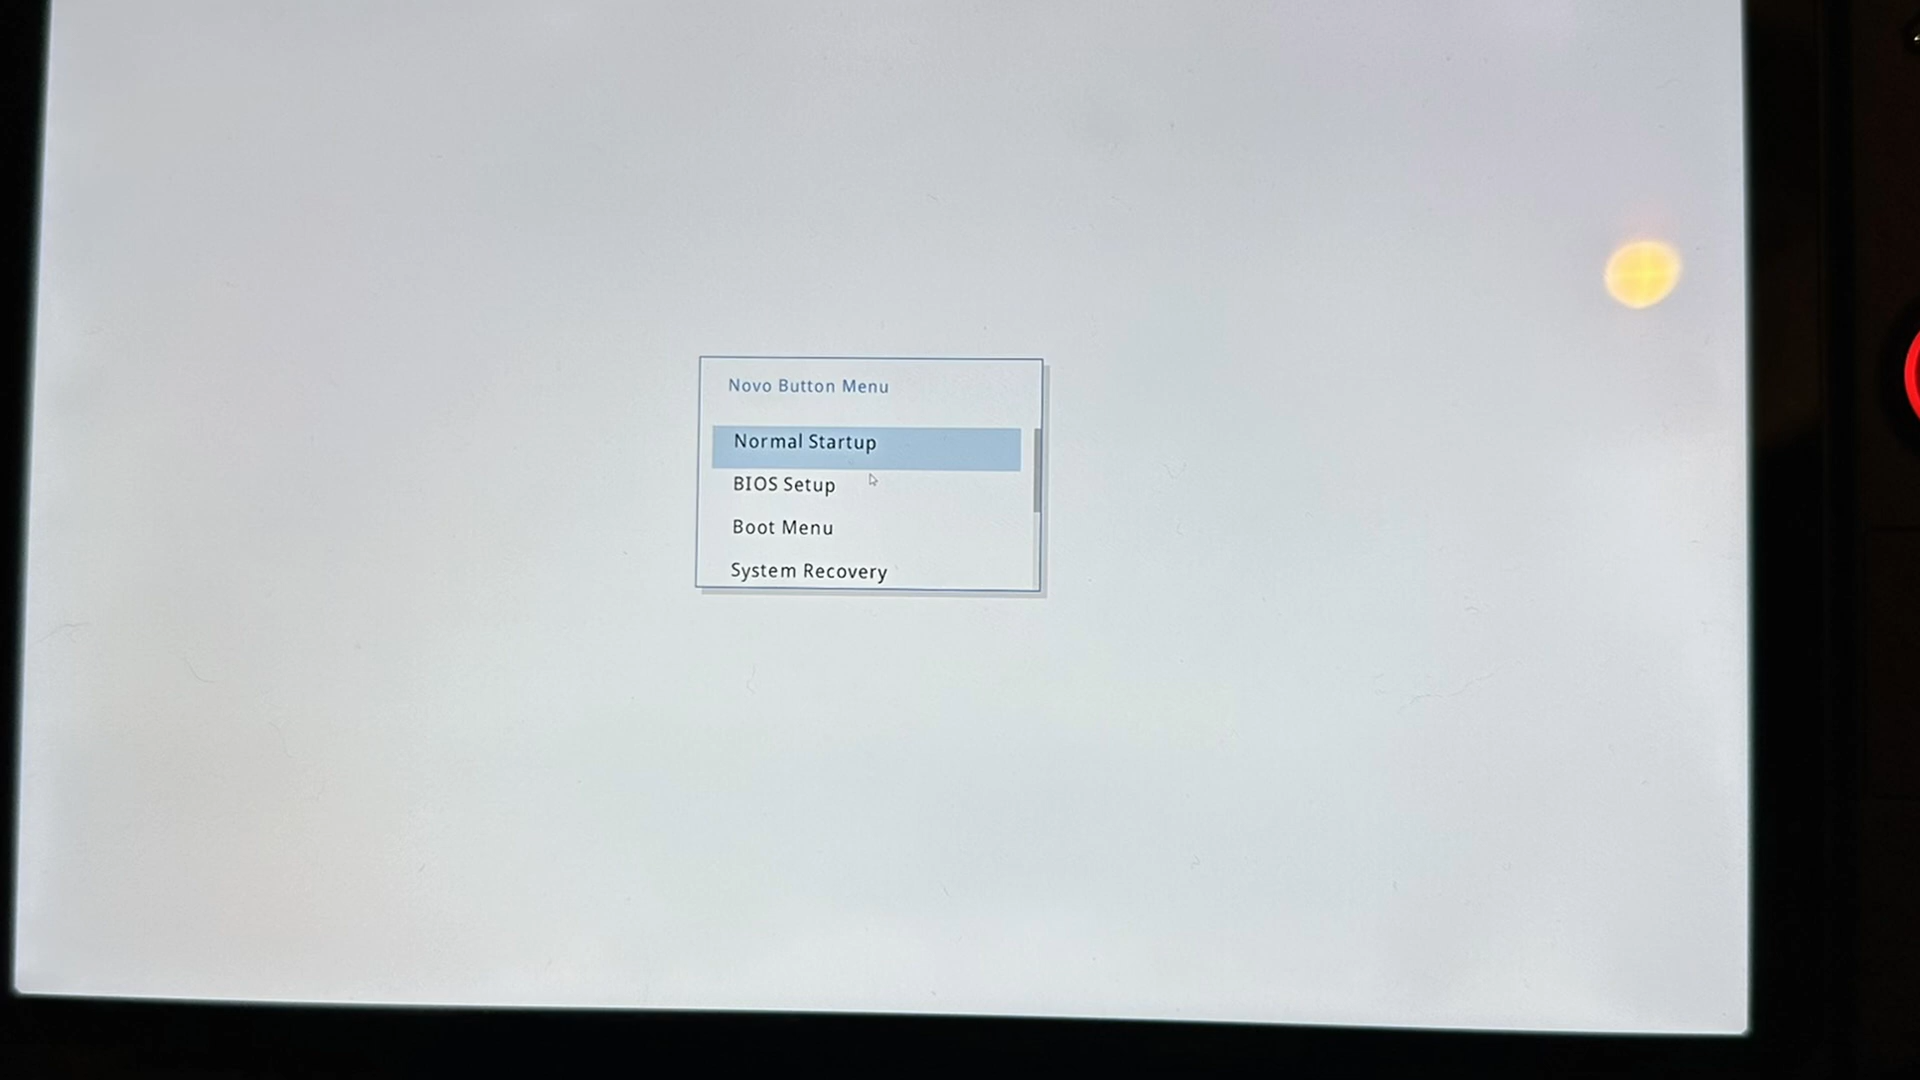 Novo Button Menu
Normal Startup
BIOS Setup
Boot Menu
System Recovery